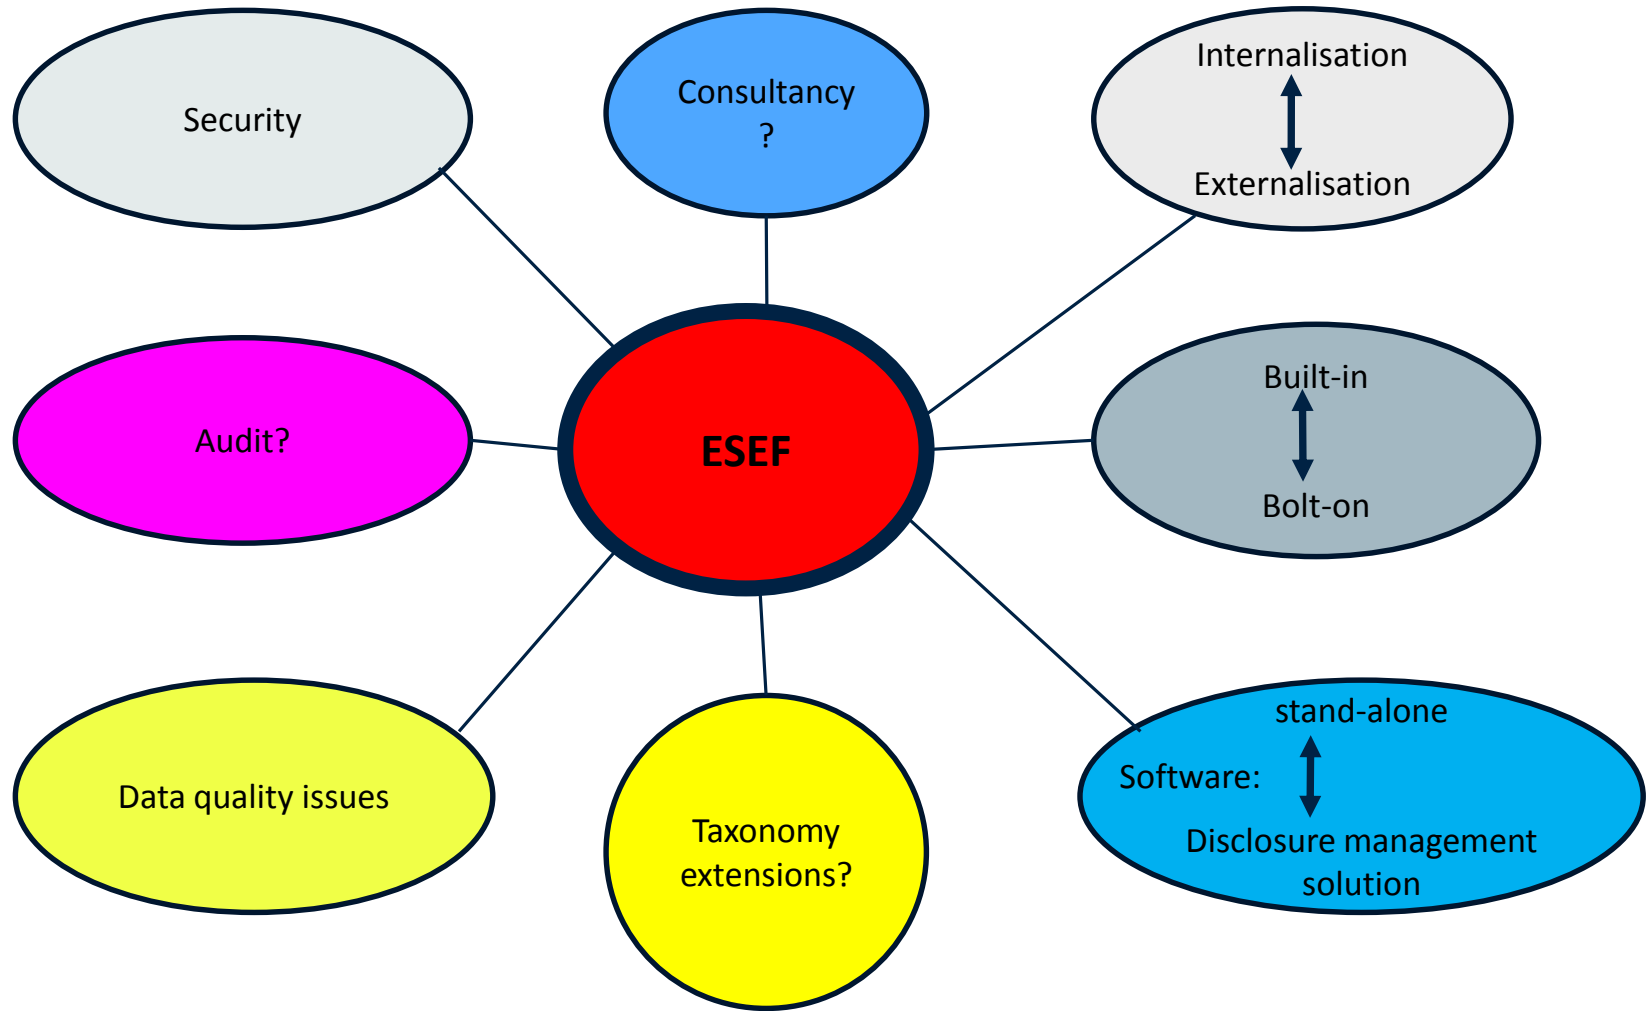 Security
Consultancy
?
Internalisation
Externalisation
Audit?
ESEF
Built-in
Bolt-on
Data quality issues
Taxonomy
extensions?
stand-alone
Software:
Disclosure management
solution